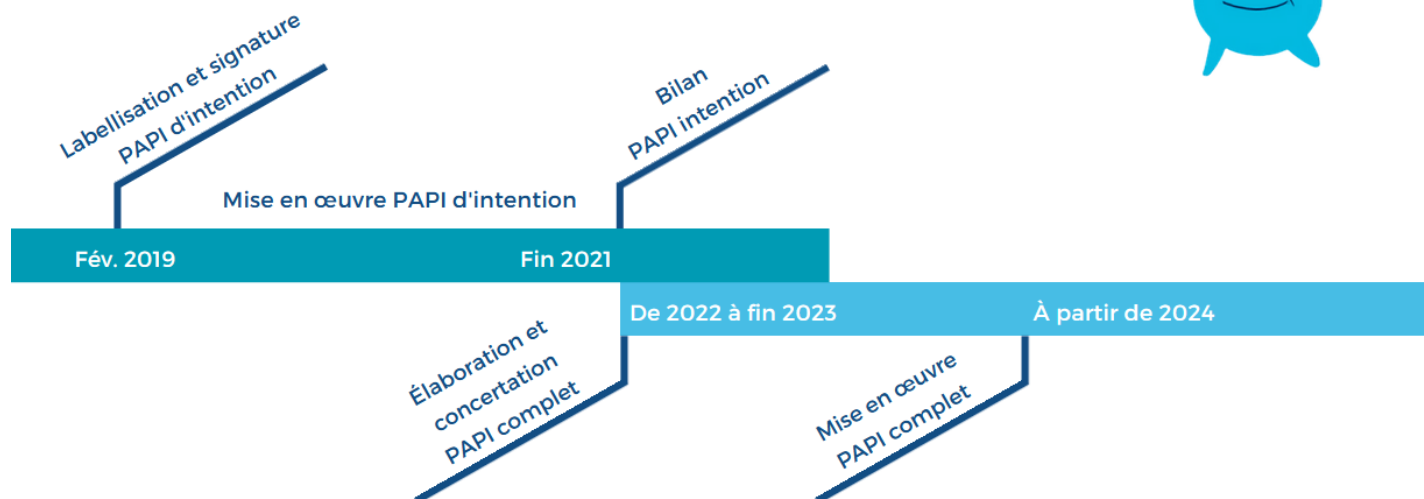 Labellisation et signature
PAPI d'intention
Bilan
PAPI intention
Mise en œuvre PAPI d'intention
Fév. 2019
Fin 2021
De 2022 à fin 2023
À partir de 2024
Élaboration et
concertation
PAPI complet
Mise en œuvre
PAPI complet